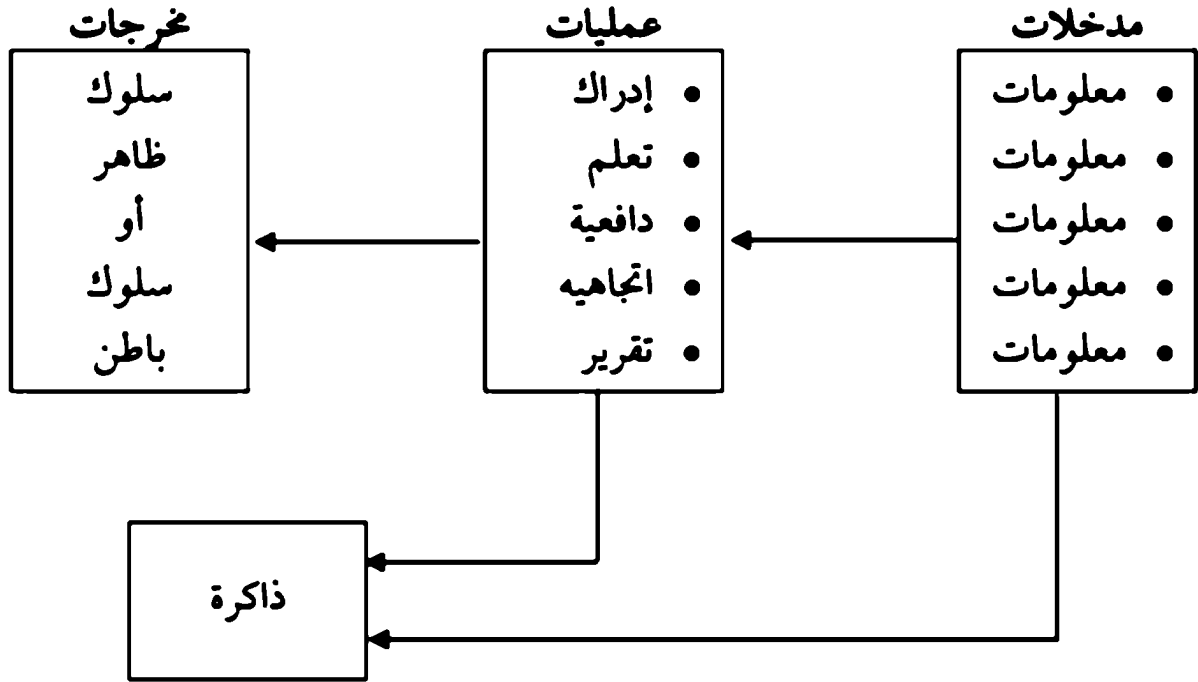 مدخلات
• معلومات
• معلومات
• معلومات
• معلومات
• معلومات
عمليات
• إدراك
• تعلم
• دافعية
• اتجاهيه
• تقرير
مخرجات
سلوك
ظاهر
أو
سلوك
باطن
ذاكرة